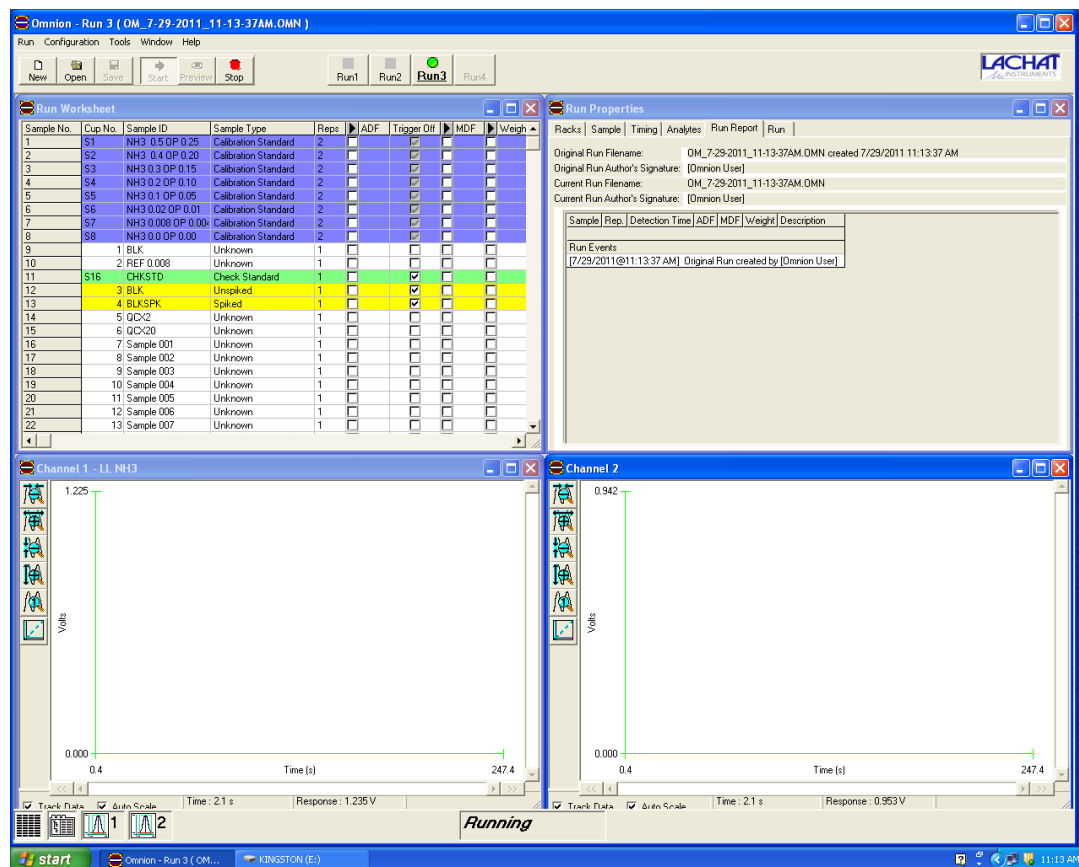 Omnion - Run 3 ( OM_7-29-2011_11-13-37AM.OMN )
Run Configuration Tools Window Help
New Open Save Start Preview Stop Run1 Run2 Run3 Run4
LACHAT
INSTRUMENTS
Run Worksheet
Sample No. Cup No. Sample ID Sample Type Reps ADF Trigger Off MDF Weigh
1 S1 NH3 0.5 OP 0.25 Calibration Standard 2
2 S2 NH3 0.4 OP 0.20 Calibration Standard 2
3 S3 NH3 0.3 OP 0.15 Calibration Standard 2
4 S4 NH3 0.2 OP 0.10 Calibration Standard 2
5 S5 NH3 0.1 OP 0.05 Calibration Standard 2
6 S6 NH3 0.02 OP 0.01 Calibration Standard 2
7 S7 NH3 0.008 OP 0.004 Calibration Standard 2
8 S8 NH3 0.0 OP 0.00 Calibration Standard 2
9 1 BLK Unknown 1
10 2 REF 0.008 Unknown 1
11 S16 CHKSTD Check Standard 1
12 3 BLK Unspiked 1
13 4 BLKSPK Spiked 1
14 5 QCX2 Unknown 1
15 6 QCX20 Unknown 1
16 7 Sample 001 Unknown 1
17 8 Sample 002 Unknown 1
18 9 Sample 003 Unknown 1
19 10 Sample 004 Unknown 1
20 11 Sample 005 Unknown 1
21 12 Sample 006 Unknown 1
22 13 Sample 007 Unknown 1
Run Properties
Racks Sample Timing Analytes Run Report Run
Original Run Filename: OM_7-29-2011_11-13-37AM.OMN created 7/29/2011 11:13:37 AM
Original Run Author's Signature: [Omnion User]
Current Run Filename: OM_7-29-2011_11-13-37AM.OMN
Current Run Author's Signature: [Omnion User]
Sample Rep. Detection Time ADF MDF Weight Description
Run Events
[7/29/2011@11:13:37 AM] Original Run created by [Omnion User]
Channel 1 - LL NH3
1.225
Volts
0.000
0.4 Time (s) 247.4
Track Data Auto Scale Time : 2.1 s Response : 1.235 V
Channel 2
0.942
Volts
0.000
0.4 Time (s) 247.4
Track Data Auto Scale Time : 2.1 s Response : 0.953 V
1 2 Running
start Omnion - Run 3 ( OM... KINGSTON (E:) 11:13 AM